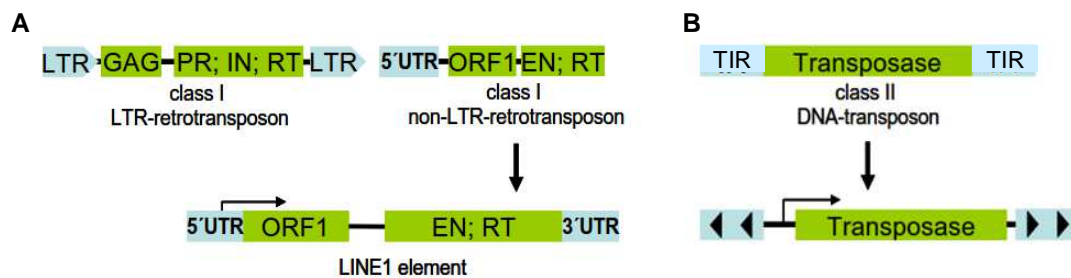 A
B
LTR GAG PR; IN; RT LTR
5´UTR ORF1 EN; RT
TIR Transposase TIR
class I
LTR-retrotransposon
class I
non-LTR-retrotransposon
class II
DNA-transposon
5´UTR ORF1 EN; RT 3´UTR
Transposase
LINE1 element